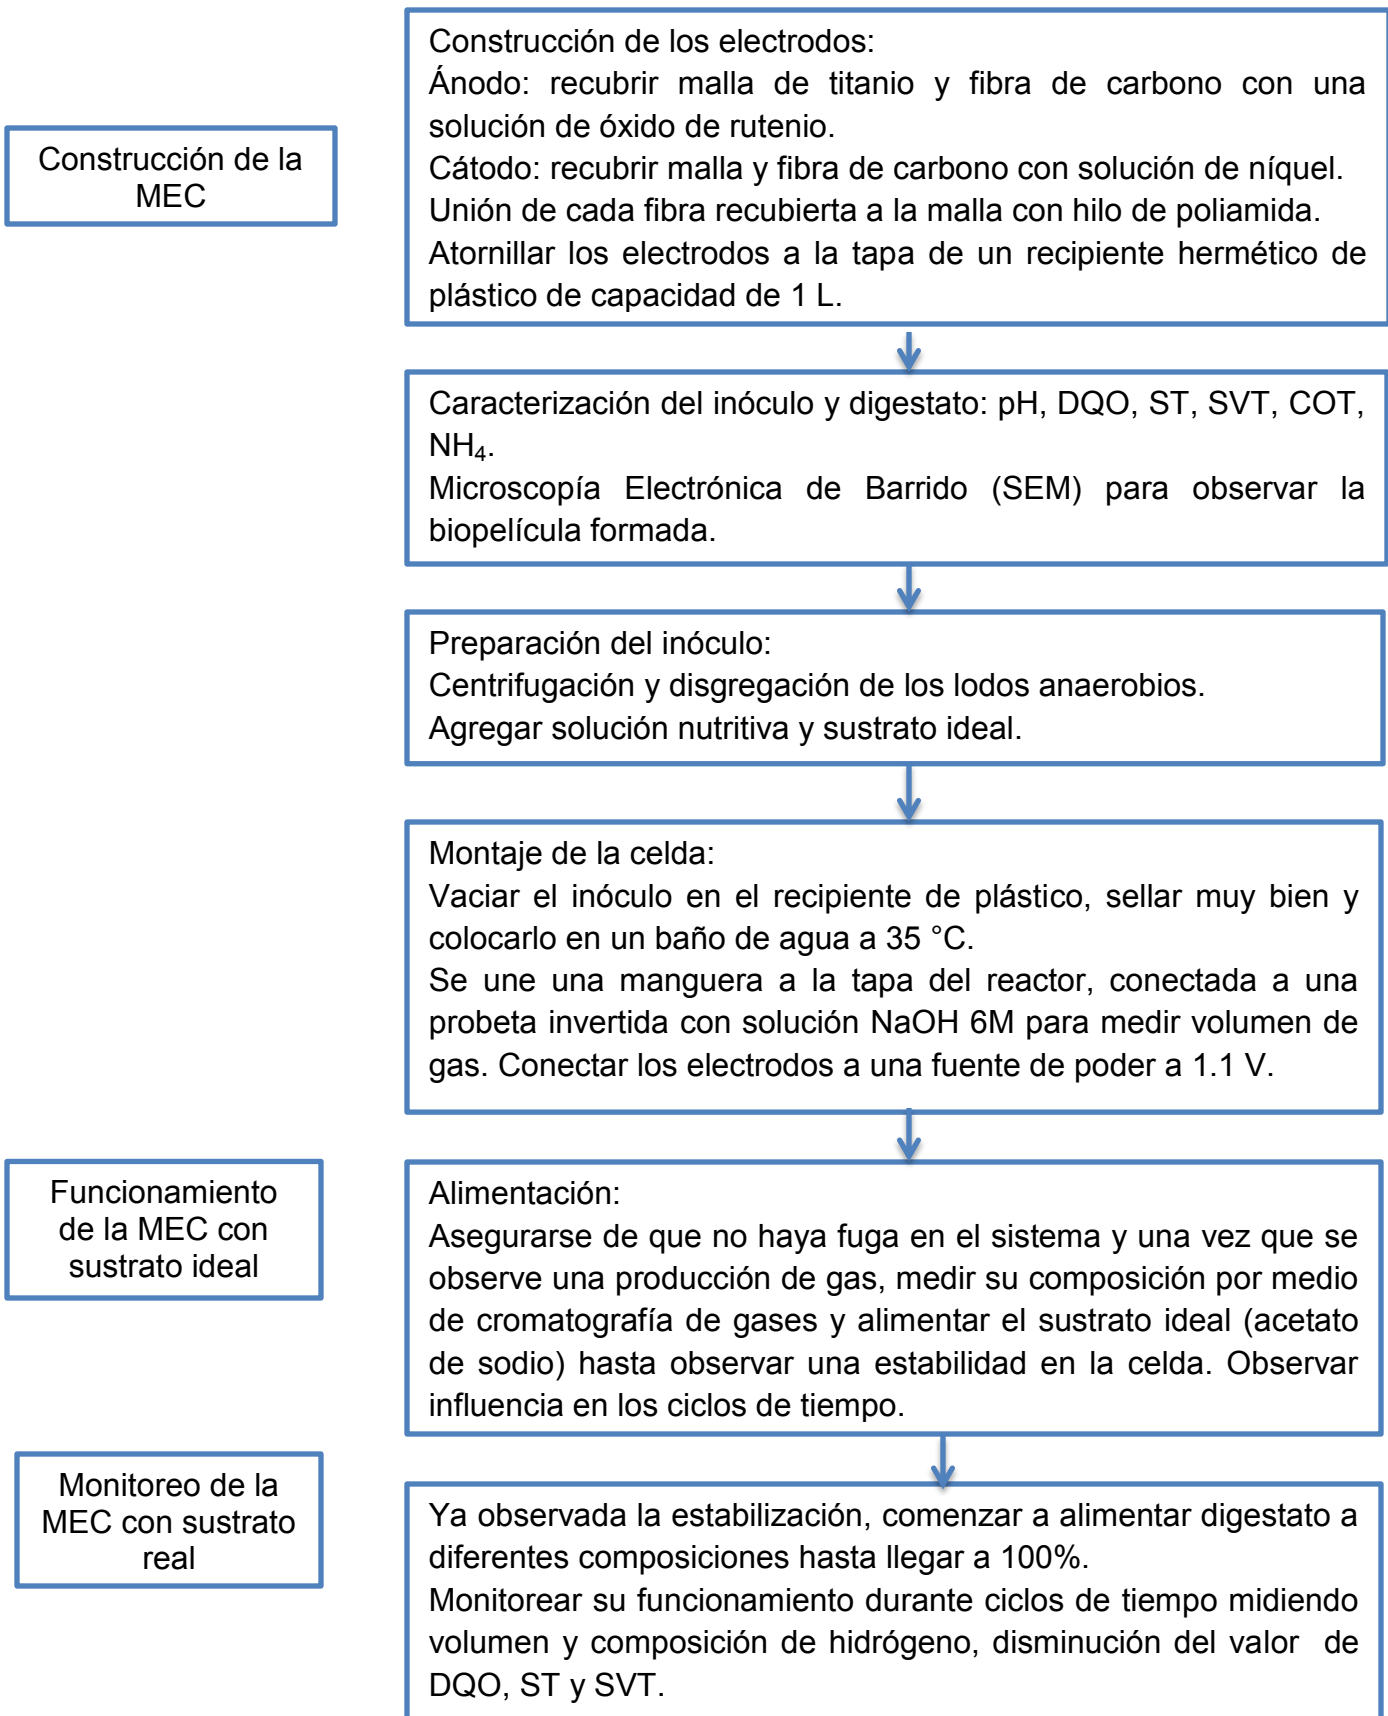 Construcción de la
MEC
Construcción de los electrodos:
Ánodo: recubrir malla de titanio y fibra de carbono con una
solución de óxido de rutenio.
Cátodo: recubrir malla y fibra de carbono con solución de níquel.
Unión de cada fibra recubierta a la malla con hilo de poliamida.
Atornillar los electrodos a la tapa de un recipiente hermético de
plástico de capacidad de 1 L.
Caracterización del inóculo y digestato: pH, DQO, ST, SVT, COT,
NH₄.
Microscopía Electrónica de Barrido (SEM) para observar la
biopelícula formada.
Preparación del inóculo:
Centrifugación y disgregación de los lodos anaerobios.
Agregar solución nutritiva y sustrato ideal.
Montaje de la celda:
Vaciar el inóculo en el recipiente de plástico, sellar muy bien y
colocarlo en un baño de agua a 35 °C.
Se une una manguera a la tapa del reactor, conectada a una
probeta invertida con solución NaOH 6M para medir volumen de
gas. Conectar los electrodos a una fuente de poder a 1.1 V.
Funcionamiento
de la MEC con
sustrato ideal
Alimentación:
Asegurarse de que no haya fuga en el sistema y una vez que se
observe una producción de gas, medir su composición por medio
de cromatografía de gases y alimentar el sustrato ideal (acetato
de sodio) hasta observar una estabilidad en la celda. Observar
influencia en los ciclos de tiempo.
Monitoreo de la
MEC con sustrato
real
Ya observada la estabilización, comenzar a alimentar digestato a
diferentes composiciones hasta llegar a 100%.
Monitorear su funcionamiento durante ciclos de tiempo midiendo
volumen y composición de hidrógeno, disminución del valor de
DQO, ST y SVT.